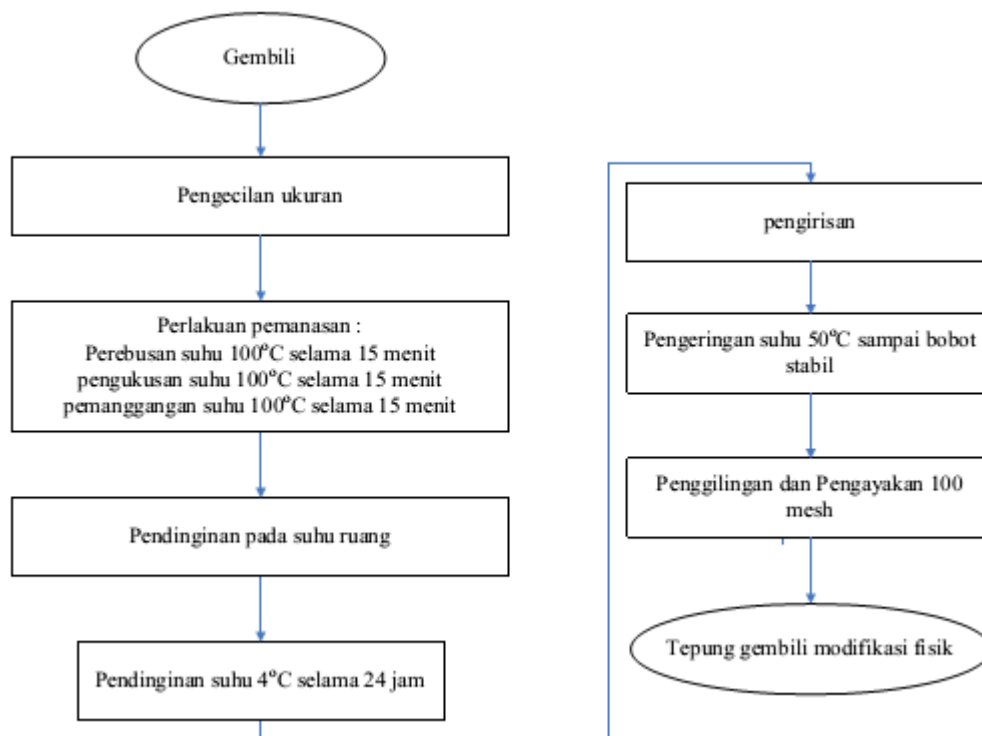 Gembili
Pengecilan ukuran
Perlakuan pemanasan :
Perebusan suhu 100°C selama 15 menit
pengukusan suhu 100°C selama 15 menit
pemanggangan suhu 100°C selama 15 menit
Pendinginan pada suhu ruang
Pendinginan suhu 4°C selama 24 jam
pengirisan
Pengeringan suhu 50°C sampai bobot
stabil
Penggilingan dan Pengayakan 100
mesh
Tepung gembili modifikasi fisik